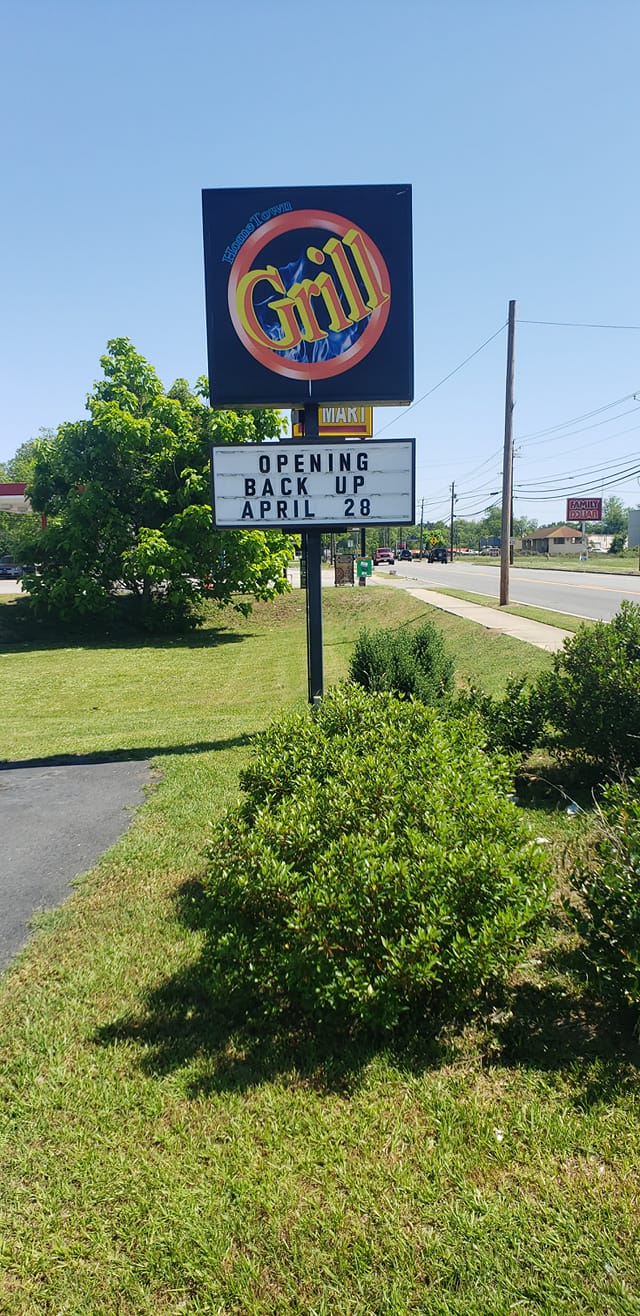 HomeTown
Grill
MART
OPENING
BACK UP
APRIL 28
FAMILY
DOLLAR